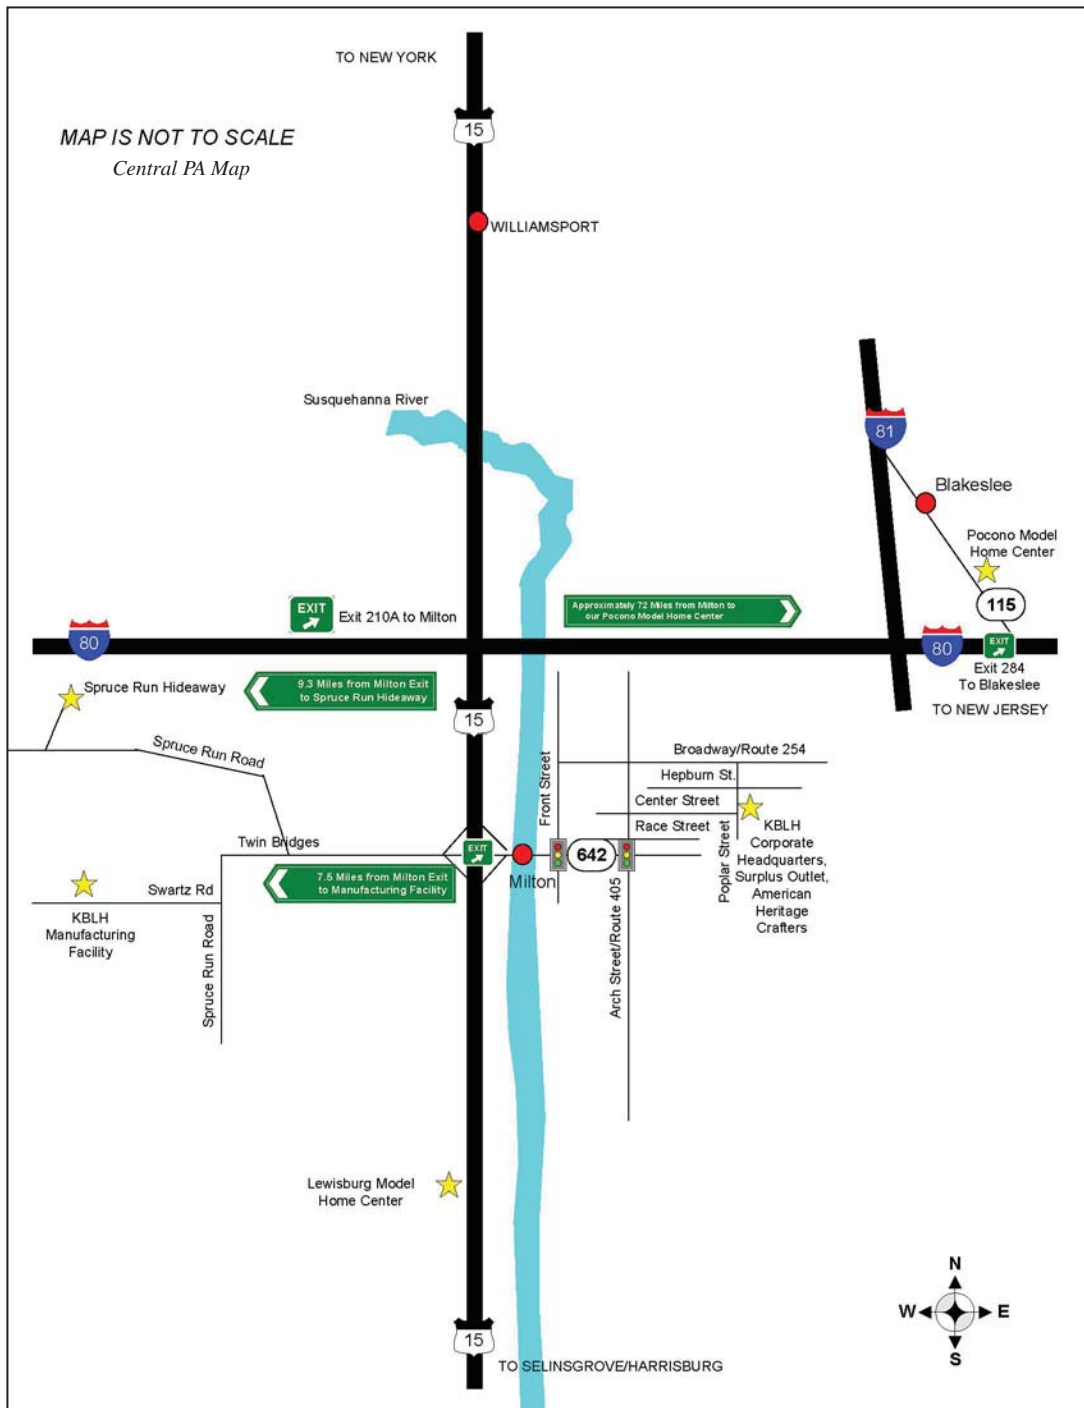 TO NEW YORK
15
MAP IS NOT TO SCALE
Central PA Map
WILLIAMSPORT
Susquehanna River
81
Blakeslee
Pocono Model
Home Center
115
EXIT
Exit 210A to Milton
Approximately 72 Miles from Milton to
our Pocono Model Home Center
80
80
EXIT
Exit 284
To Blakeslee
TO NEW JERSEY
Spruce Run Hideaway
9.3 Miles from Milton Exit
to Spruce Run Hideaway
15
Spruce Run Road
Front Street
Broadway/Route 254
Hepburn St.
Center Street
Race Street
Poplar Street
KBLH
Corporate
Headquarters,
Surplus Outlet,
American
Heritage
Crafters
Twin Bridges
EXIT
642
Milton
7.5 Miles from Milton Exit
to Manufacturing Facility
Swartz Rd
KBLH
Manufacturing
Facility
Spruce Run Road
Arch Street/Route 405
Lewisburg Model
Home Center
15
TO SELINSGROVE/HARRISBURG
N
W
E
S